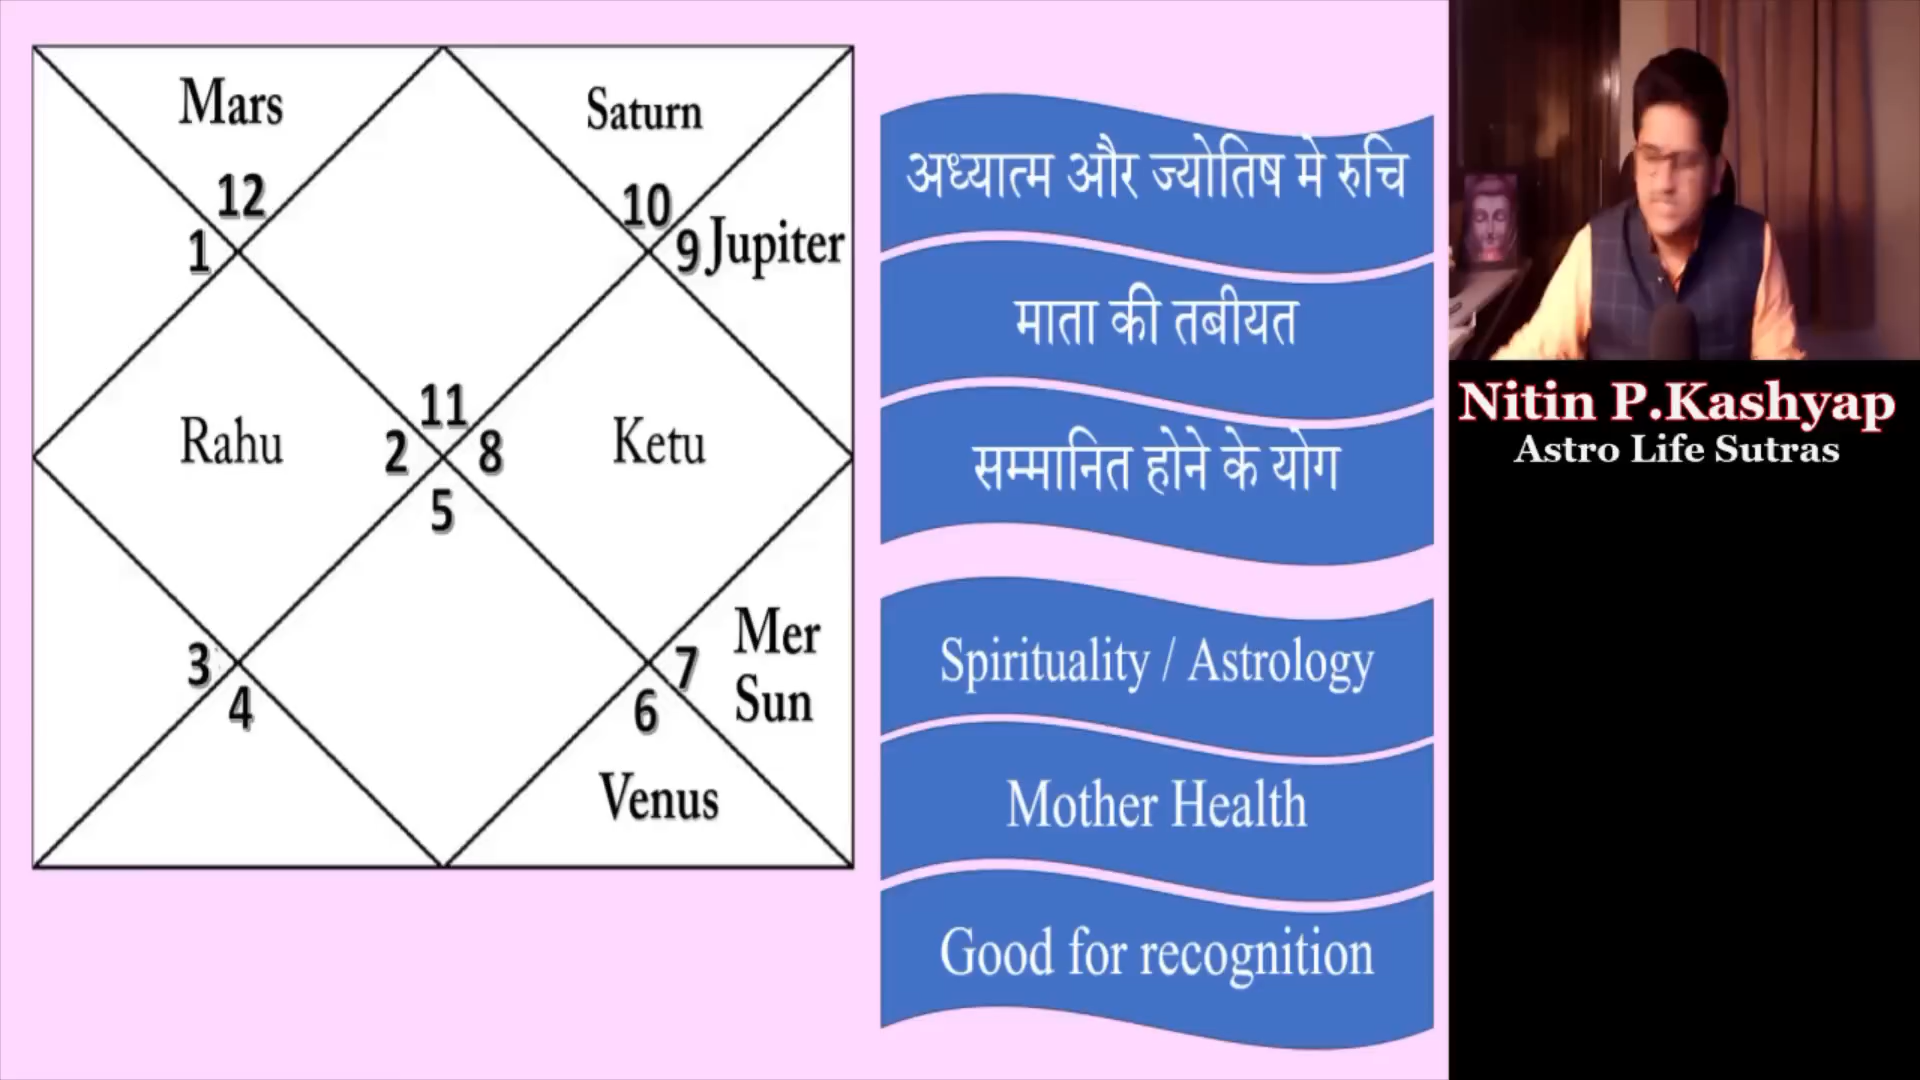 Mars
Saturn
12
10
1
9 Jupiter
11
Rahu
2
8
Ketu
5
3
4
7
6
Mer
Sun
Venus
अध्यात्म और ज्योतिष मे रुचि
माता की तबीयत
सम्मानित होने के योग
Spirituality / Astrology
Mother Health
Good for recognition
Nitin P.Kashyap
Astro Life Sutras